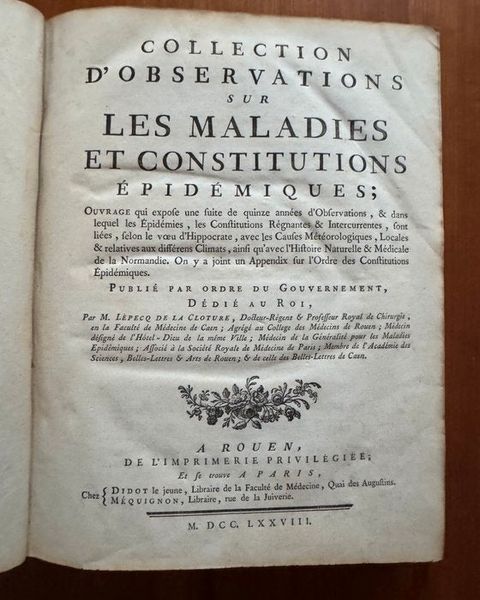 COLLECTION
D'OBSERVATIONS
SUR
LES MALADIES
ET CONSTITUTIONS
ÉPIDÉMIQUES;
OUVRAGE qui expose une suite de quinze années d'Observations, & dans
lequel les Épidémies, les Constitutions Régnantes & Intercurrentes, sont
liées, selon le vœu d'Hippocrate, avec les Causes Météorologiques, Locales
& relatives aux différens Climats, ainsi qu'avec l'Histoire Naturelle & Médicale
de la Normandie. On y a joint un Appendix sur l'Ordre des Constitutions
Épidémiques.
PUBLIÉ PAR ORDRE DU GOUVERNEMENT,
DÉDIÉ AU ROI,
Par M. LÉPECQ DE LA CLOTURE, Docteur-Régent & Professeur Royal de Chirurgie,
en la Faculté de Médecine de Caen; Agrégé au College des Médecins de Rouen; Médecin
désigné de l'Hôtel-Dieu de la même Ville; Médecin de la Généralité pour les Maladies
Epidémiques; Associé à la Société Royale de Médecine de Paris; Membre de l'Académie des
Sciences, Belles-Lettres & Arts de Rouen; & de celle des Belles-Lettres de Caen.
A ROUEN,
DE L'IMPRIMERIE PRIVILÉGIÉE;
Et se trouve A PARIS,
Chez { DIDOT le jeune, Libraire de la Faculté de Médecine, Quai des Augustins.
MÉQUIGNON, Libraire, rue de la Juiverie.
M. DCC. LXXVIII.